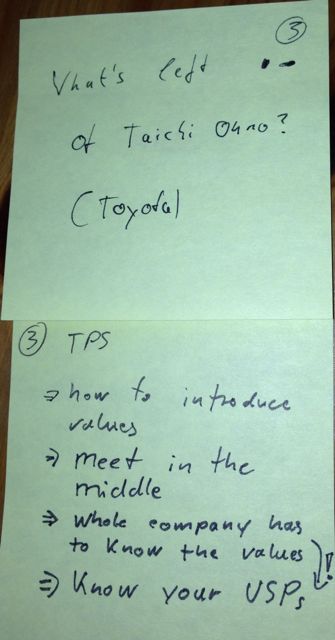 ③
What's left
of Taichi Ohno?
(Toyota)
③ TPS
⇒ how to introduce
values
⇒ meet in the
middle
⇒ whole company has
to know the values
⇒ Know your USPs !